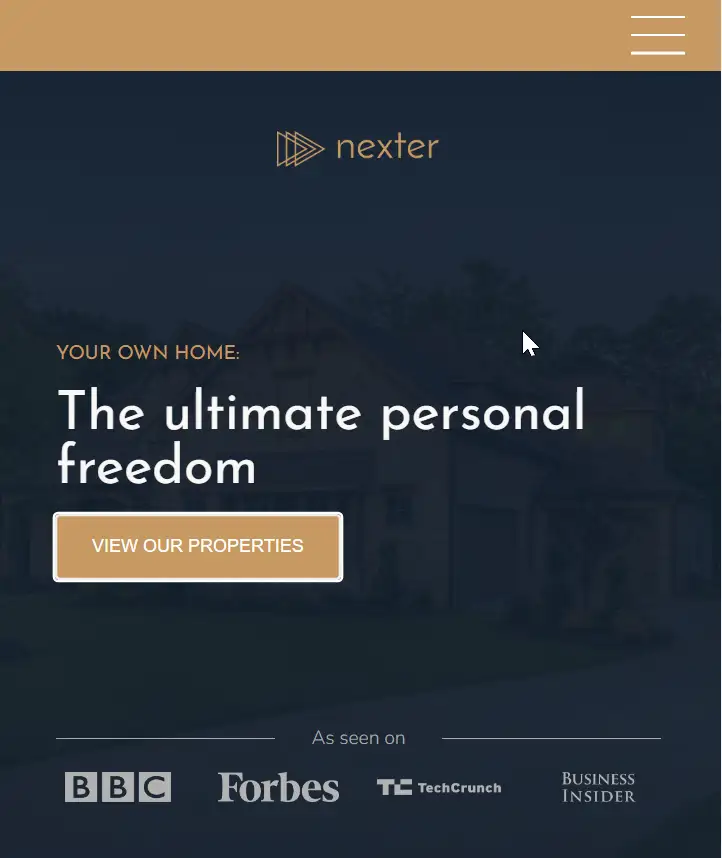 nexter
YOUR OWN HOME:
The ultimate personal
freedom
VIEW OUR PROPERTIES
As seen on
BBC
Forbes
TC TechCrunch
BUSINESS
INSIDER